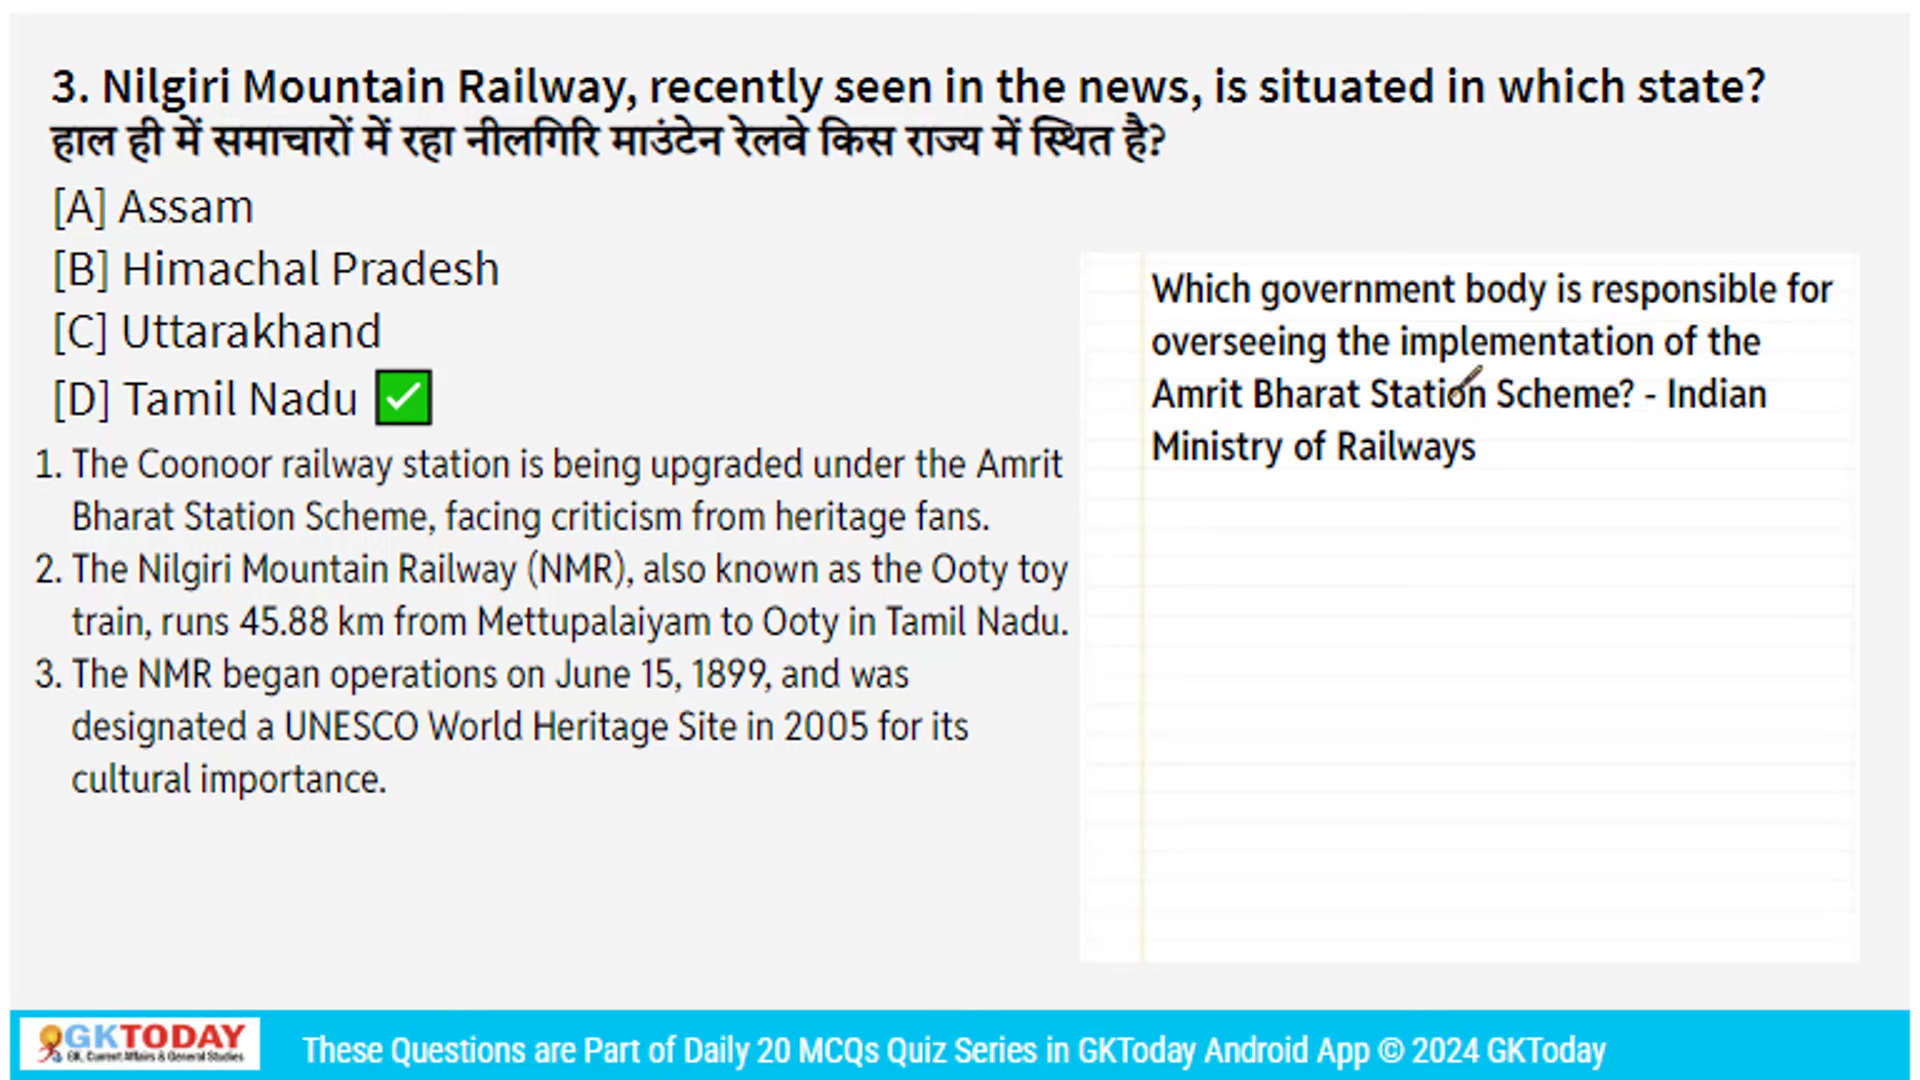 3. Nilgiri Mountain Railway, recently seen in the news, is situated in which state?
हाल ही में समाचारों में रहा नीलगिरि माउंटेन रेलवे किस राज्य में स्थित है?
[A] Assam
[B] Himachal Pradesh
[C] Uttarakhand
[D] Tamil Nadu
1. The Coonoor railway station is being upgraded under the Amrit
Bharat Station Scheme, facing criticism from heritage fans.
2. The Nilgiri Mountain Railway (NMR), also known as the Ooty toy
train, runs 45.88 km from Mettupalaiyam to Ooty in Tamil Nadu.
3. The NMR began operations on June 15, 1899, and was
designated a UNESCO World Heritage Site in 2005 for its
cultural importance.
Which government body is responsible for
overseeing the implementation of the
Amrit Bharat Station Scheme? - Indian
Ministry of Railways
GKTODAY
GK, Current Affairs & General Studies
These Questions are Part of Daily 20 MCQs Quiz Series in GKToday Android App © 2024 GKToday